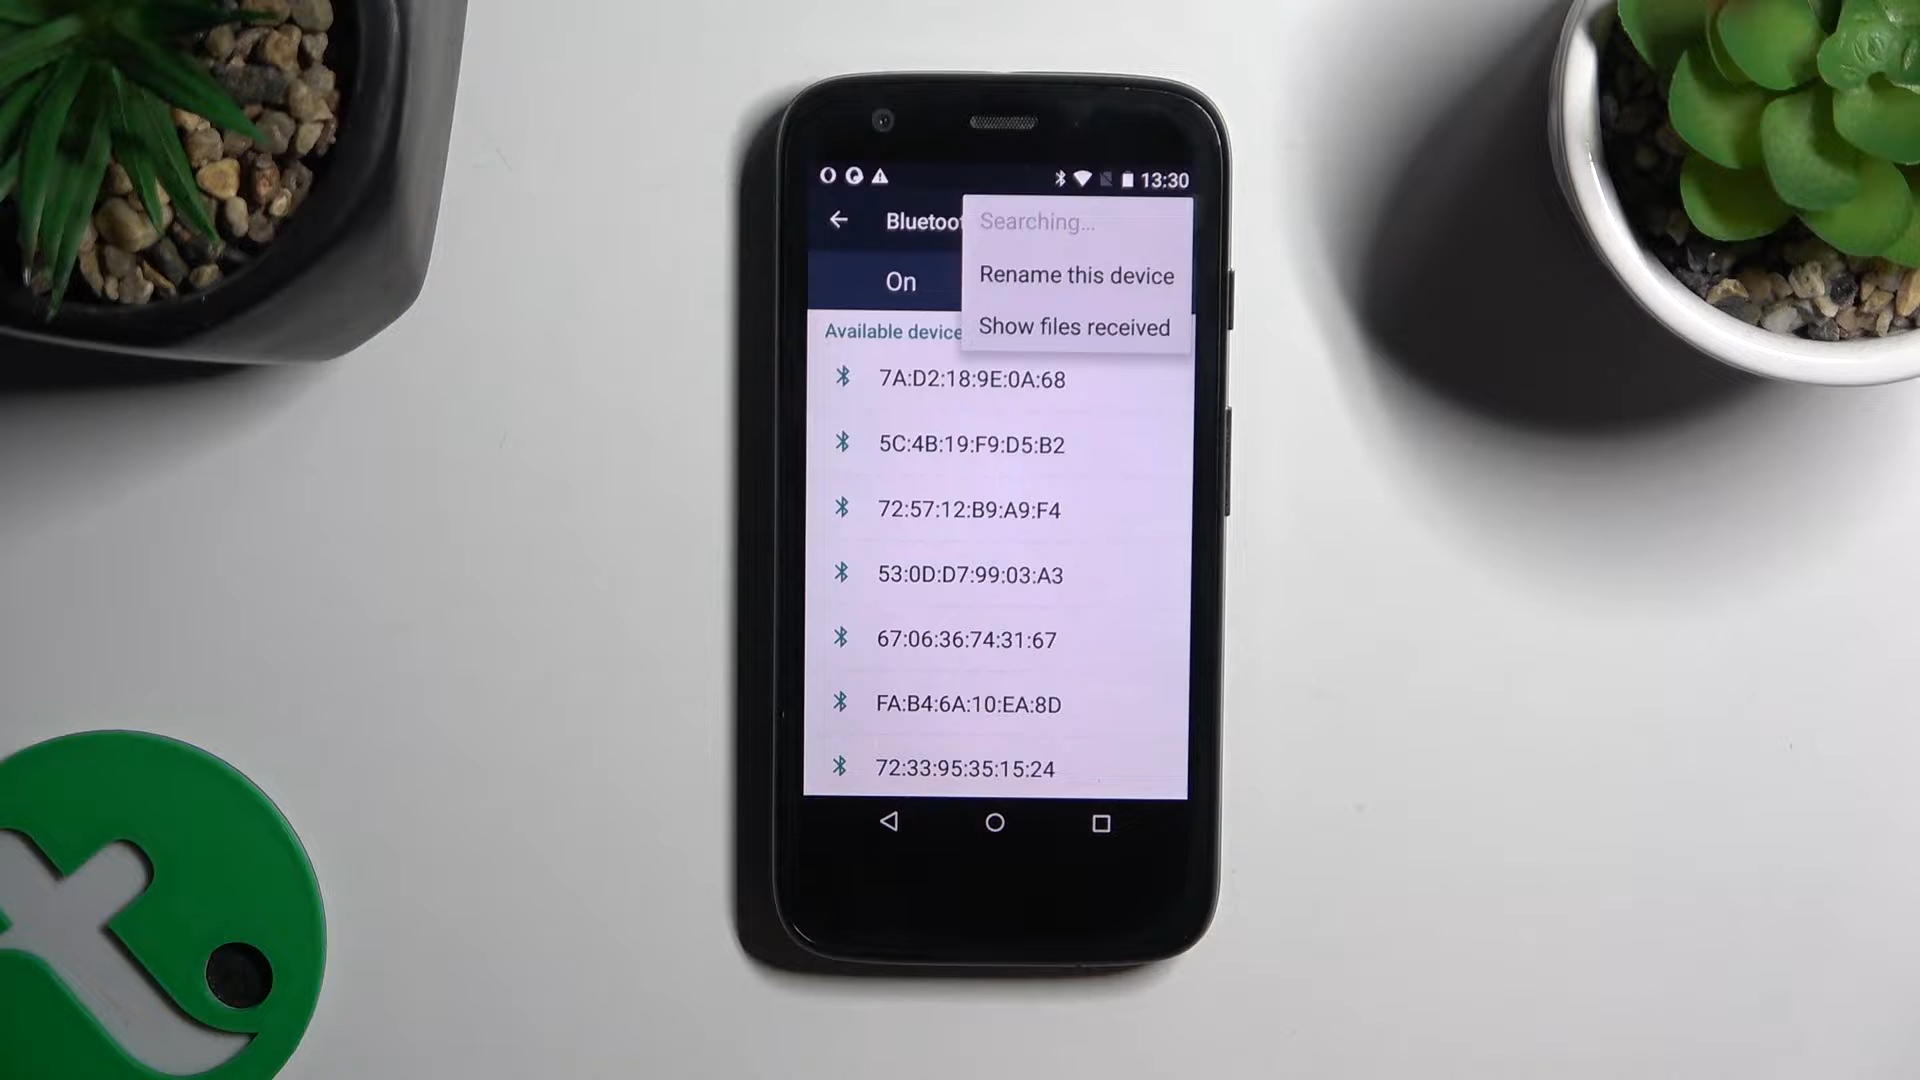 13:30
Bluetoo
Searching...
Rename this device
On
Show files received
Available device
7A:D2:18:9E:0A:68
5C:4B:19:F9:D5:B2
72:57:12:B9:A9:F4
53:0D:D7:99:03:A3
67:06:36:74:31:67
FA:B4:6A:10:EA:8D
72:33:95:35:15:24
t